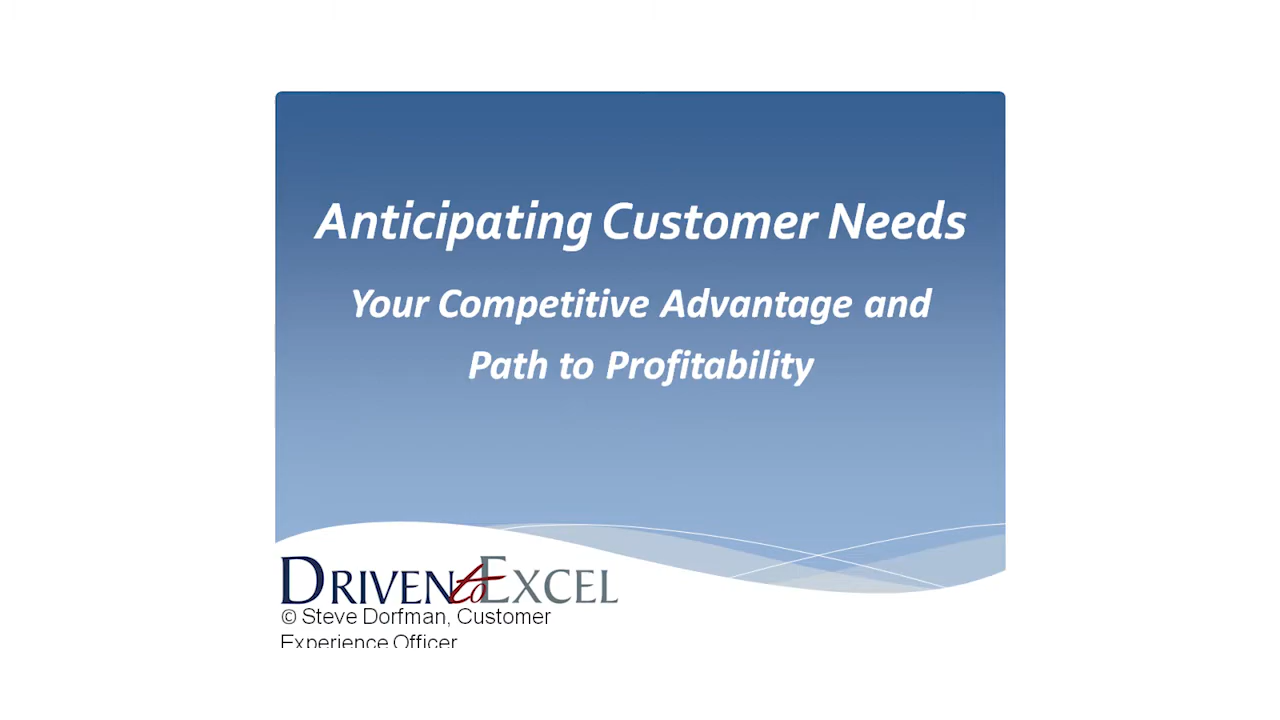 Anticipating Customer Needs
Your Competitive Advantage and
Path to Profitability
DRIVEN to EXCEL
© Steve Dorfman, Customer
Experience Officer